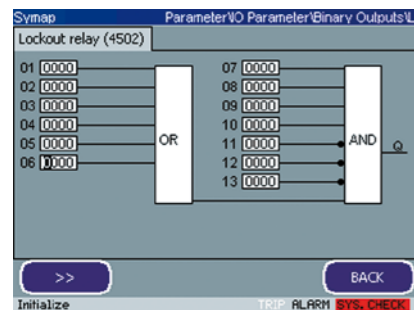 Symap Parameter\IO Parameter\Binary Outputs\L
Lockout relay (4502)
01 0000 07 0000
02 0000 08 0000
03 0000 09 0000
04 0000 10 0000
05 0000 OR 11 0000 AND Q
06 0000 12 0000
13 0000
>> BACK
Initialize TRIP ALARM SYS. CHECK